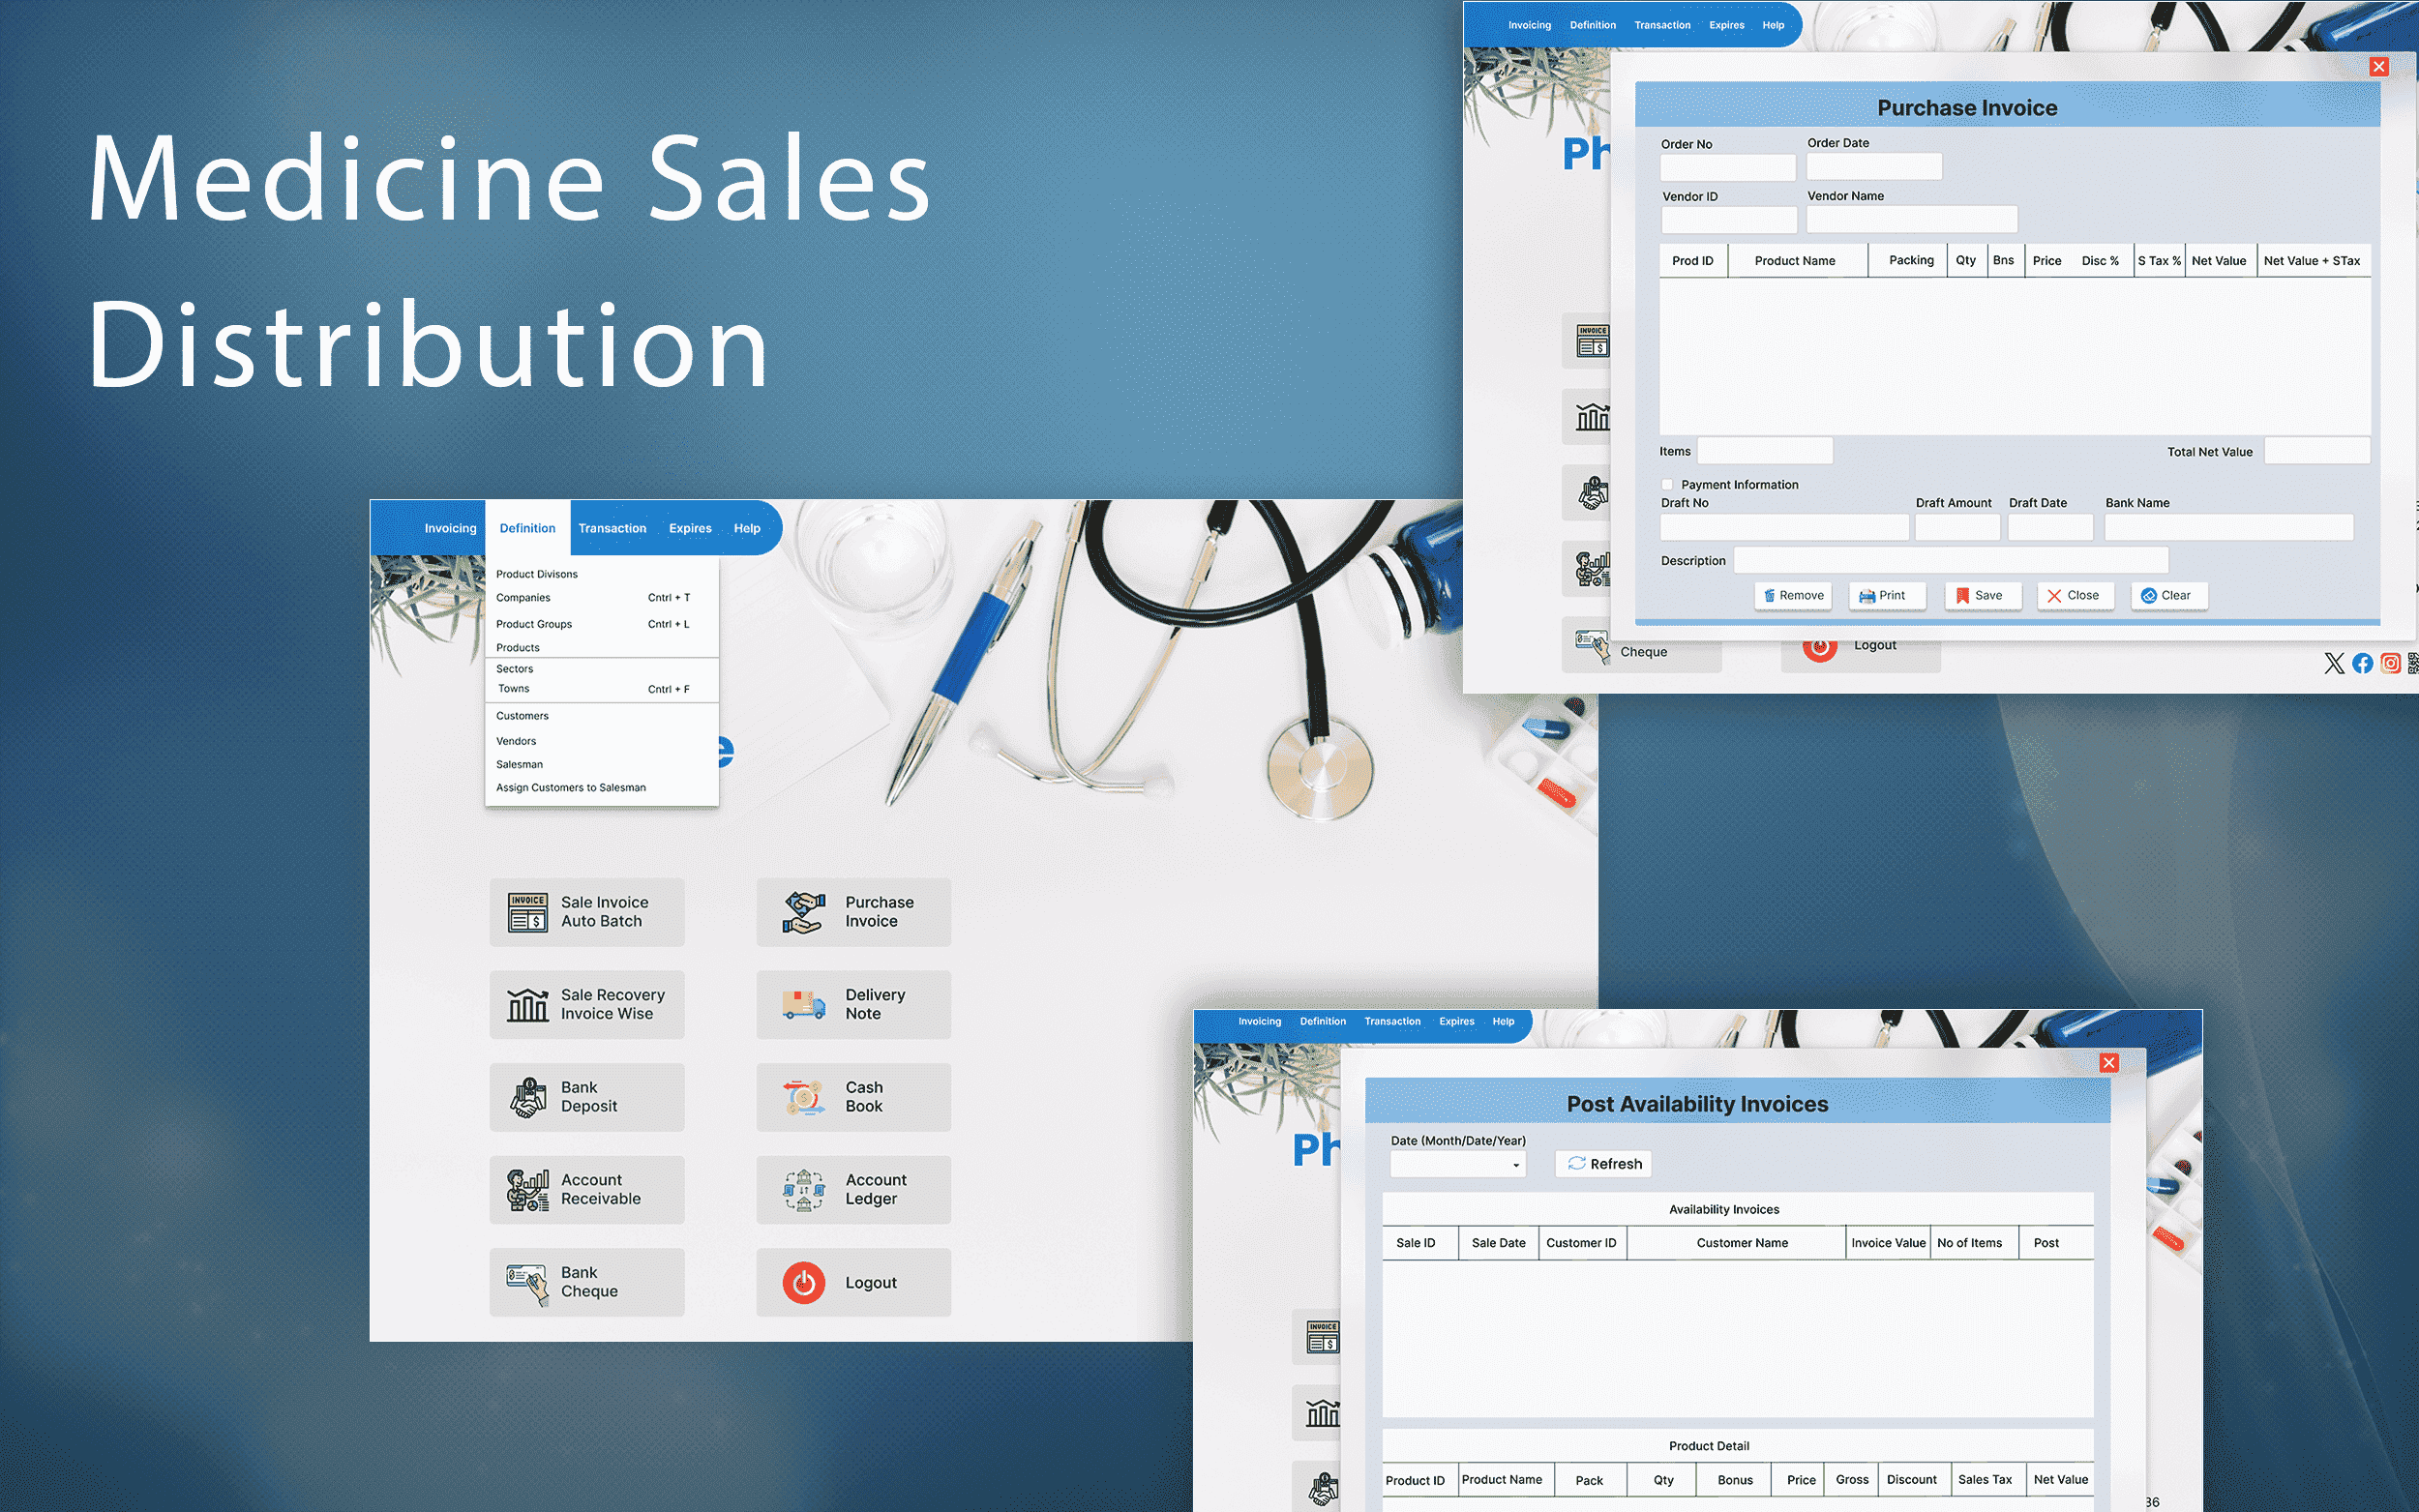 Medicine Sales
Distribution
Invoicing Definition Transaction Expires Help
Purchase Invoice
Order No Order Date
Vendor ID Vendor Name
Prod ID Product Name Packing Qty Bns Price Disc % S Tax % Net Value Net Value + STax
Items Total Net Value
Payment Information
Draft No Draft Amount Draft Date Bank Name
Description
Remove Print Save Close Clear
Cheque Logout
Invoicing Definition Transaction Expires Help
Product Divisons
Companies Cntrl + T
Product Groups Cntrl + L
Products
Sectors
Towns Cntrl + F
Customers
Vendors
Salesman
Assign Customers to Salesman
Sale Invoice
Auto Batch
Purchase
Invoice
Sale Recovery
Invoice Wise
Delivery
Note
Bank
Deposit
Cash
Book
Account
Receivable
Account
Ledger
Bank
Cheque
Logout
Invoicing Definition Transaction Expires Help
Post Availability Invoices
Date (Month/Date/Year)
Refresh
Availability Invoices
Sale ID Sale Date Customer ID Customer Name Invoice Value No of Items Post
Product Detail
Product ID Product Name Pack Qty Bonus Price Gross Discount Sales Tax Net Value